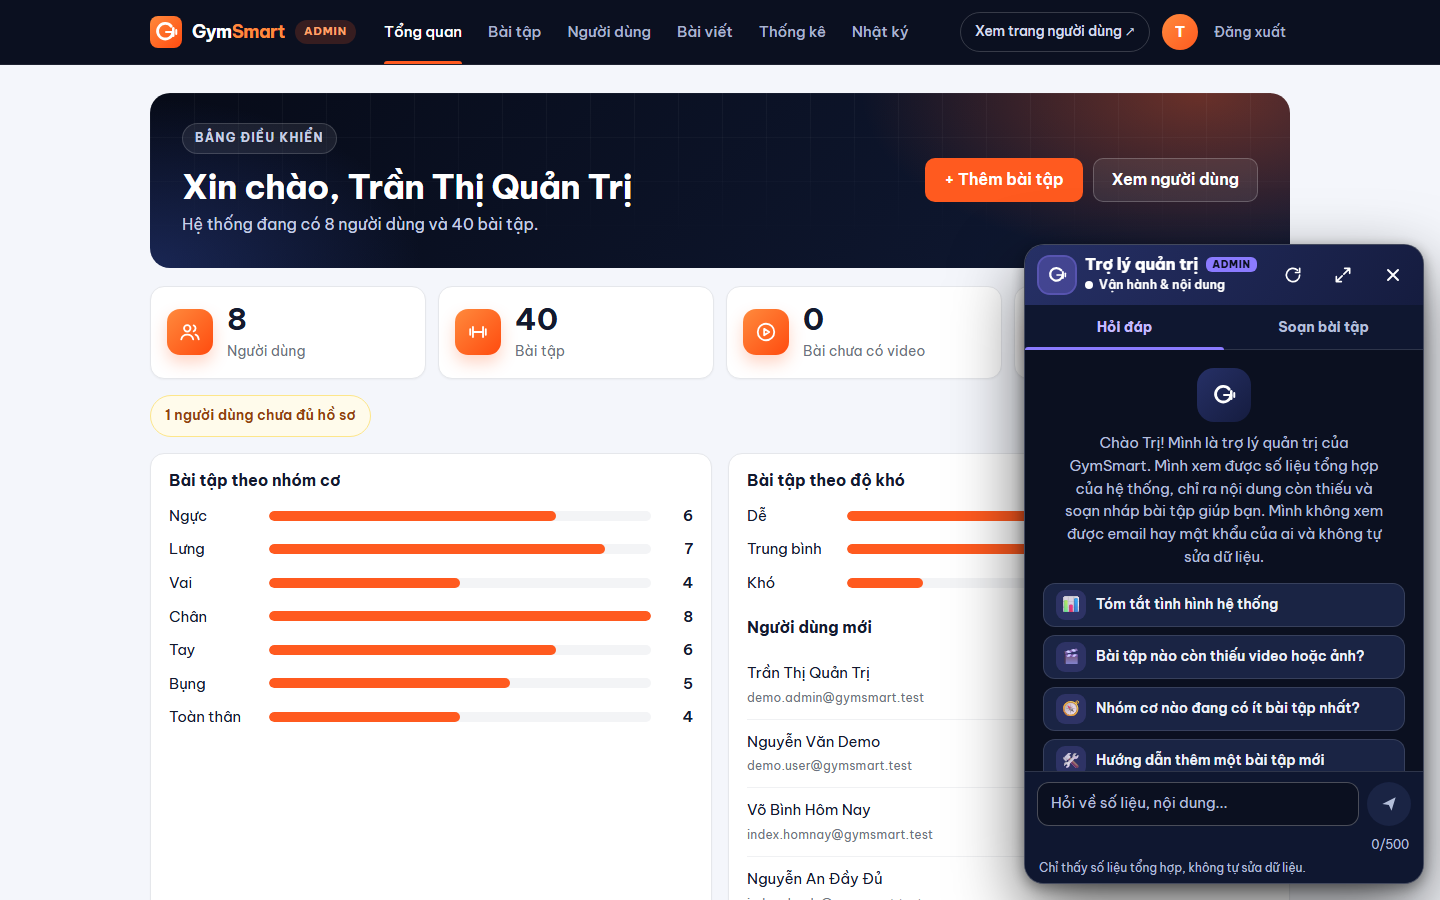 GymSmart ADMIN Tổng quan Bài tập Người dùng Bài viết Thống kê Nhật ký Xem trang người dùng ↗ T Đăng xuất
BẢNG ĐIỀU KHIỂN
Xin chào, Trần Thị Quản Trị
Hệ thống đang có 8 người dùng và 40 bài tập.
+ Thêm bài tập Xem người dùng
8
Người dùng
40
Bài tập
0
Bài chưa có video
1 người dùng chưa đủ hồ sơ
Bài tập theo nhóm cơ
Ngực 6
Lưng 7
Vai 4
Chân 8
Tay 6
Bụng 5
Toàn thân 4
Bài tập theo độ khó
Dễ
Trung bình
Khó
Người dùng mới
Trần Thị Quản Trị
demo.admin@gymsmart.test
Nguyễn Văn Demo
demo.user@gymsmart.test
Võ Bình Hôm Nay
index.homnay@gymsmart.test
Nguyễn An Đầy Đủ
Trợ lý quản trị ADMIN
Vận hành & nội dung
Hỏi đáp Soạn bài tập
Chào Trị! Mình là trợ lý quản trị của
GymSmart. Mình xem được số liệu tổng hợp
của hệ thống, chỉ ra nội dung còn thiếu và
soạn nháp bài tập giúp bạn. Mình không xem
được email hay mật khẩu của ai và không tự
sửa dữ liệu.
Tóm tắt tình hình hệ thống
Bài tập nào còn thiếu video hoặc ảnh?
Nhóm cơ nào đang có ít bài tập nhất?
Hướng dẫn thêm một bài tập mới
Hỏi về số liệu, nội dung...
0/500
Chỉ thấy số liệu tổng hợp, không tự sửa dữ liệu.